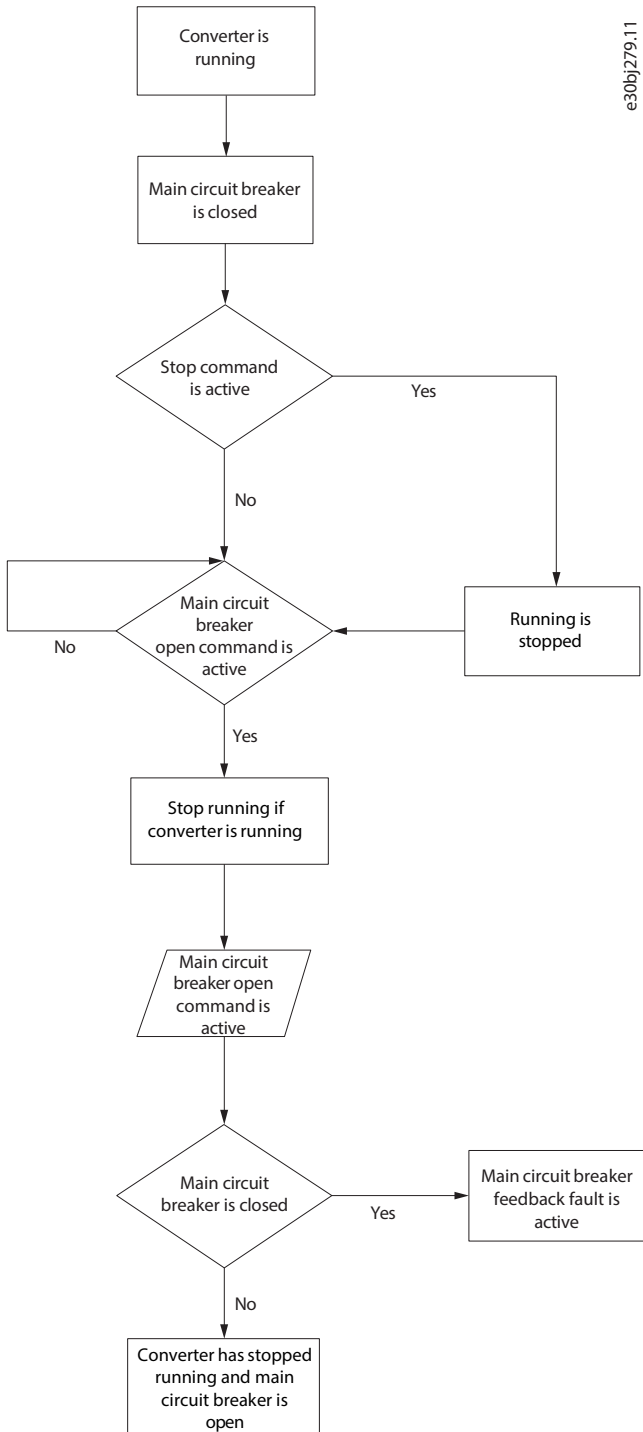 e30bj279.11
Converter is
running
Main circuit breaker
is closed
Stop command
is active
Yes
No
Main circuit
breaker
open command is
active
No
Running is
stopped
Yes
Stop running if
converter is running
Main circuit
breaker open
command is
active
Main circuit
breaker is closed
Yes
Main circuit breaker
feedback fault is
active
No
Converter has stopped
running and main
circuit breaker is
open